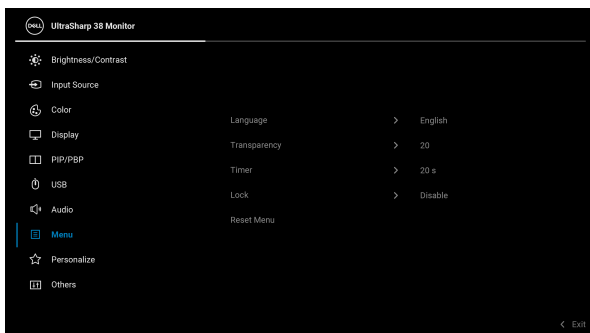 DELL UltraSharp 38 Monitor
Brightness/Contrast
Input Source
Color
Display
PIP/PBP
USB
Audio
Menu
Personalize
Others
Language > English
Transparency > 20
Timer > 20 s
Lock > Disable
Reset Menu
< Exit